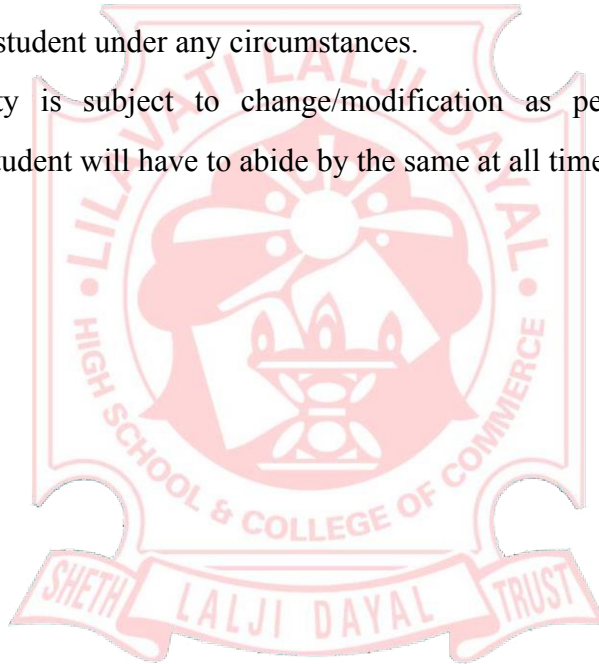 student under any circumstances.
ty is subject to change/modification as pe
tudent will have to abide by the same at all time
• LILAVATI LALJI DAYAL •
HIGH SCHOOL & COLLEGE OF COMMERCE
SHETH LALJI DAYAL TRUST